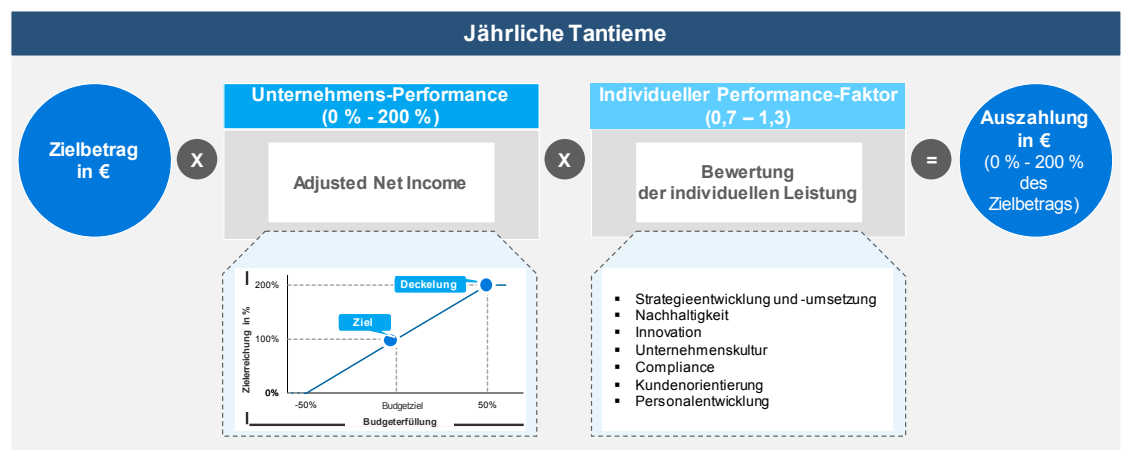 Jährliche Tantieme
Zielbetrag
in €
X
Unternehmens-Performance
(0 % - 200 %)
Adjusted Net Income
X
Individueller Performance-Faktor
(0,7 – 1,3)
Bewertung
der individuellen Leistung
=
Auszahlung
in €
(0 % - 200 %
des
Zielbetrags)
Zielerreichung in %
200%
100%
0%
Deckelung
Ziel
-50%
Budgetziel
50%
Budgeterfüllung
▪ Strategieentwicklung und -umsetzung
▪ Nachhaltigkeit
▪ Innovation
▪ Unternehmenskultur
▪ Compliance
▪ Kundenorientierung
▪ Personalentwicklung